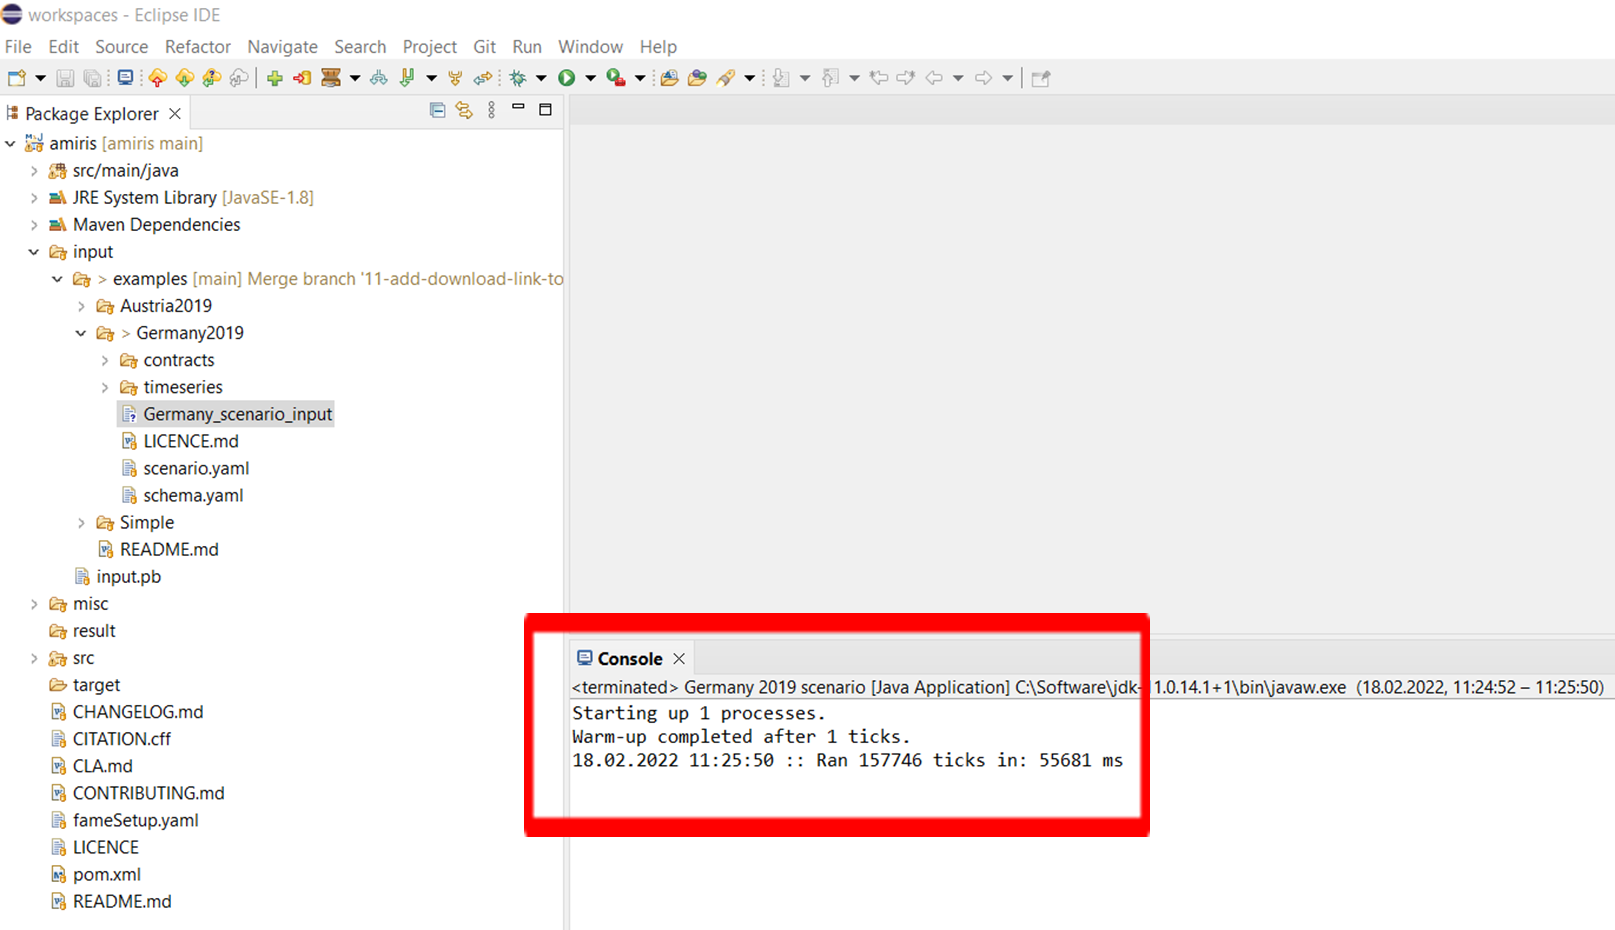 workspaces - Eclipse IDE
File Edit Source Refactor Navigate Search Project Git Run Window Help
Package Explorer
amiris [amiris main]
src/main/java
JRE System Library [JavaSE-1.8]
Maven Dependencies
input
> examples [main] Merge branch '11-add-download-link-to
Austria2019
> Germany2019
contracts
timeseries
Germany_scenario_input
LICENCE.md
scenario.yaml
schema.yaml
Simple
README.md
input.pb
misc
result
src
target
CHANGELOG.md
CITATION.cff
CLA.md
CONTRIBUTING.md
fameSetup.yaml
LICENCE
pom.xml
README.md
Console
<terminated> Germany 2019 scenario [Java Application] C:\Software\jdk-11.0.14.1+1\bin\javaw.exe (18.02.2022, 11:24:52 – 11:25:50)
Starting up 1 processes.
Warm-up completed after 1 ticks.
18.02.2022 11:25:50 :: Ran 157746 ticks in: 55681 ms